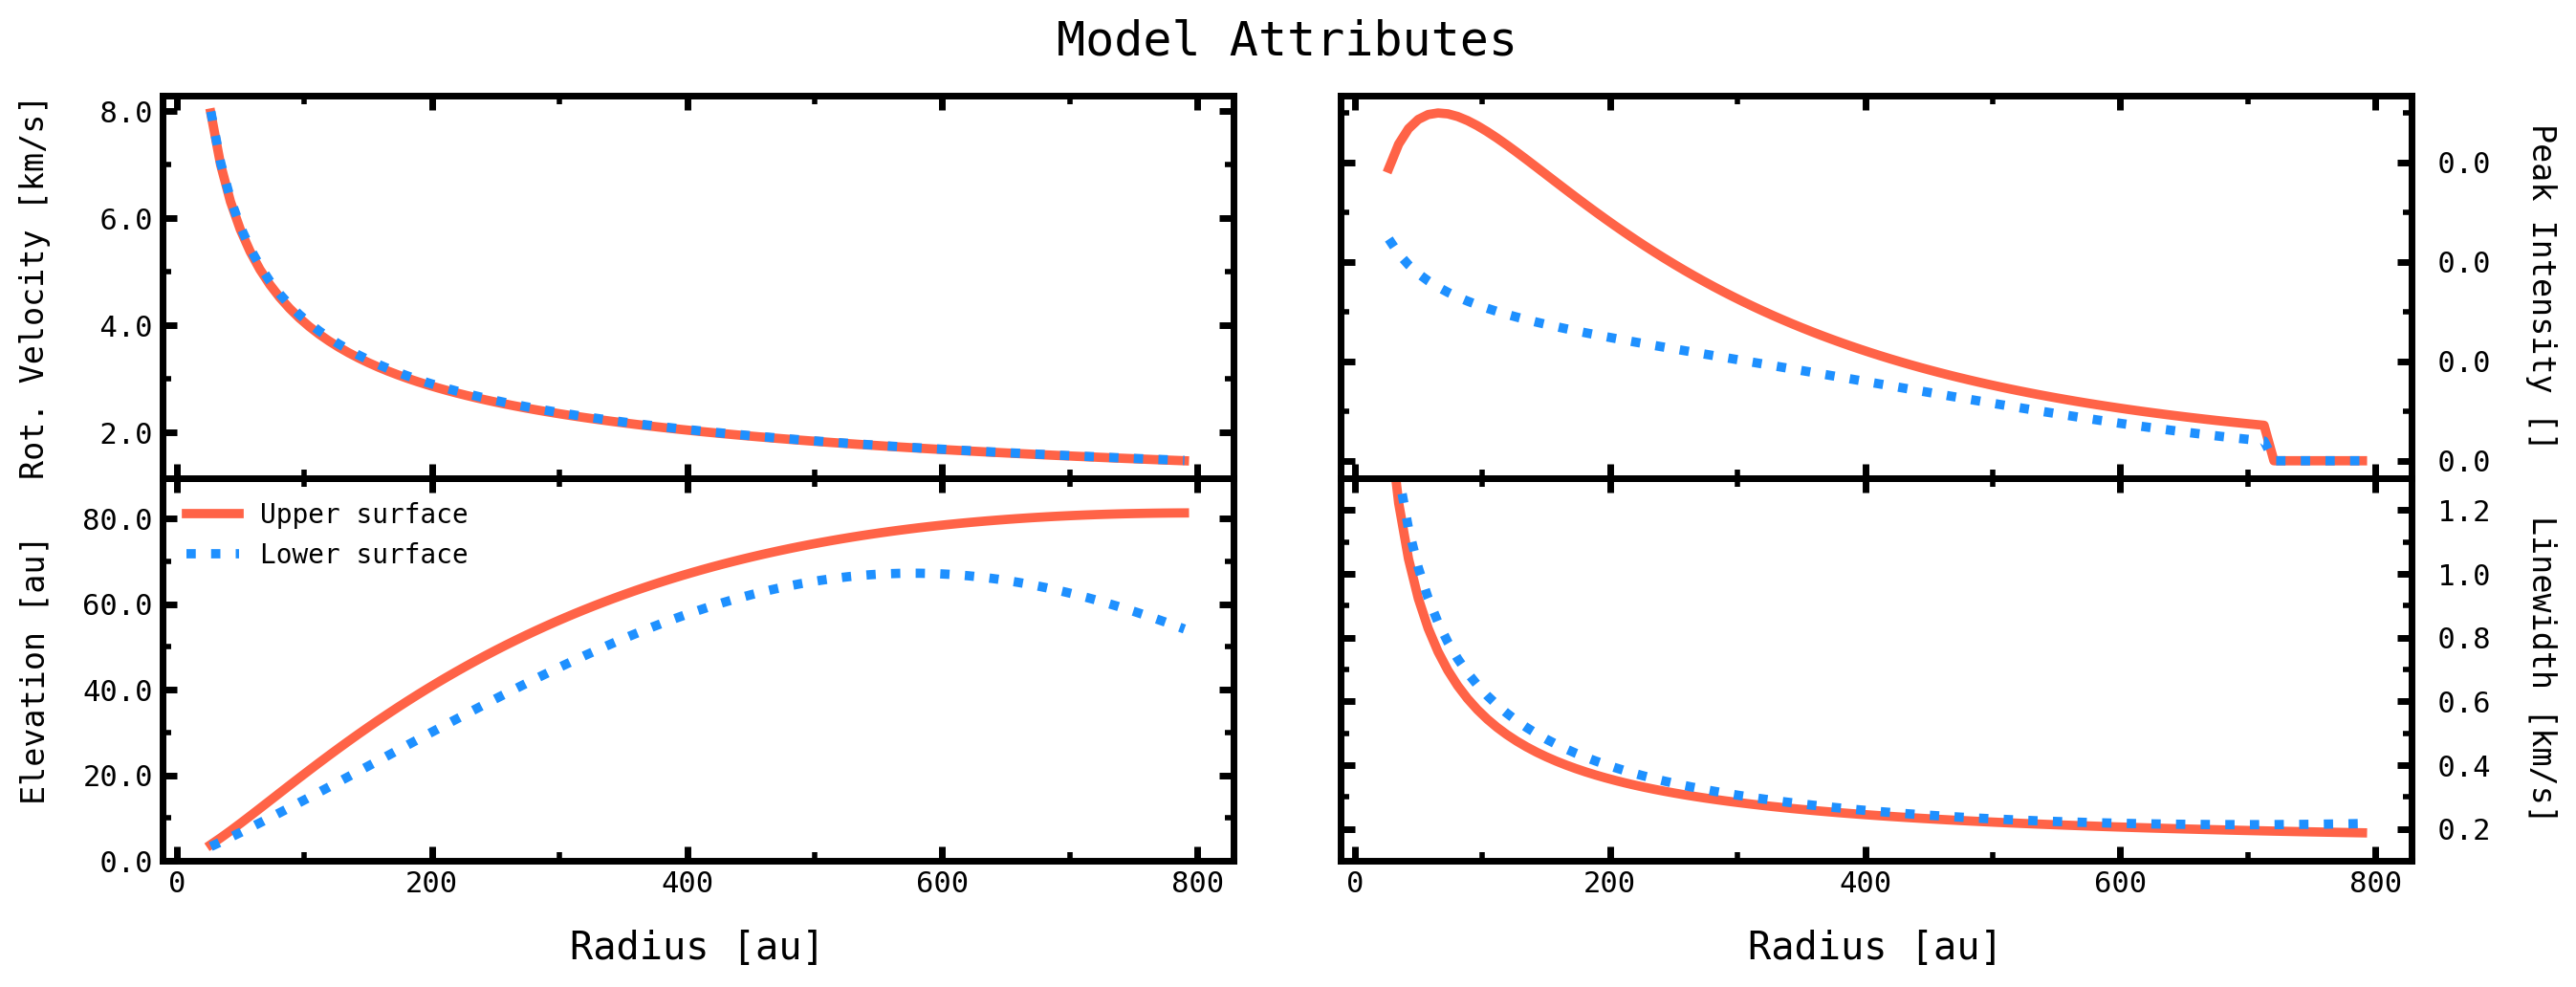 Model Attributes
Rot. Velocity [km/s]
8.0
6.0
4.0
2.0
Peak Intensity []
0.0
0.0
0.0
0.0
Elevation [au]
80.0
60.0
40.0
20.0
0.0
Upper surface
Lower surface
Linewidth [km/s]
1.2
1.0
0.8
0.6
0.4
0.2
0 200 400 600 800
0 200 400 600 800
Radius [au]
Radius [au]